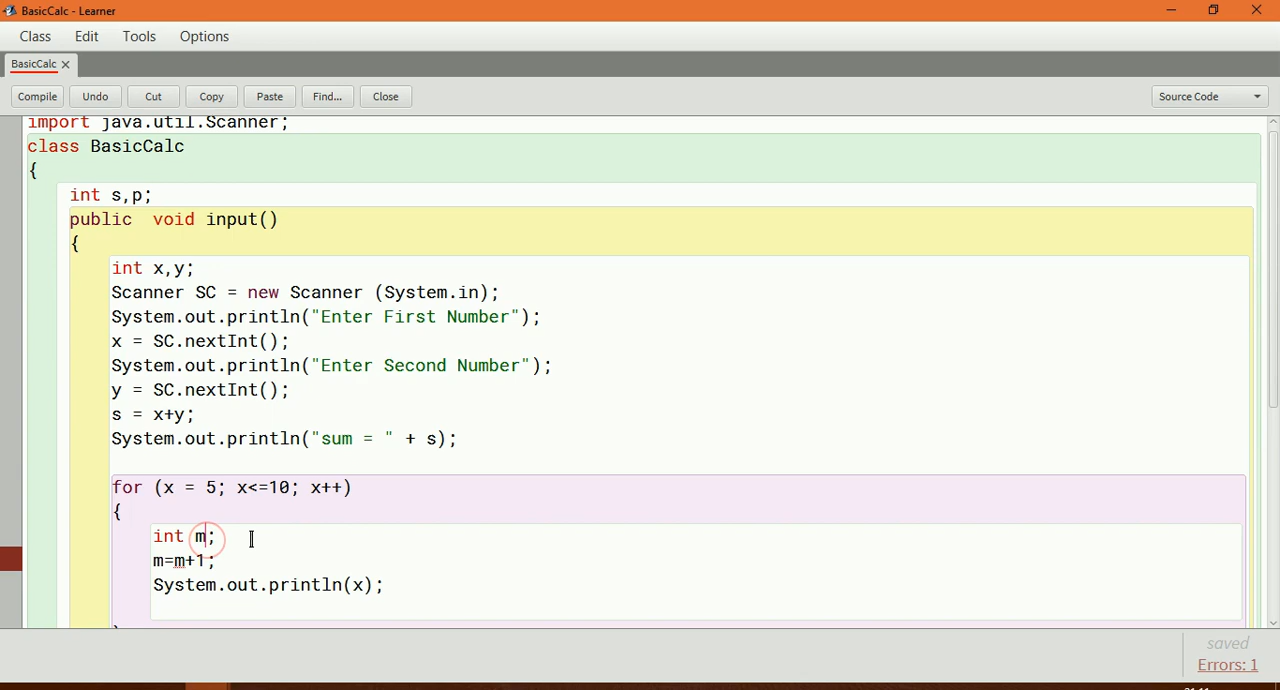 BasicCalc - Learner
Class Edit Tools Options
BasicCalc
Compile Undo Cut Copy Paste Find... Close Source Code
import java.util.Scanner;
class BasicCalc
{
int s,p;
public void input()
{
int x,y;
Scanner SC = new Scanner (System.in);
System.out.println("Enter First Number");
x = SC.nextInt();
System.out.println("Enter Second Number");
y = SC.nextInt();
s = x+y;
System.out.println("sum = " + s);
for (x = 5; x<=10; x++)
{
int m;
m=m+1;
System.out.println(x);
saved
Errors: 1